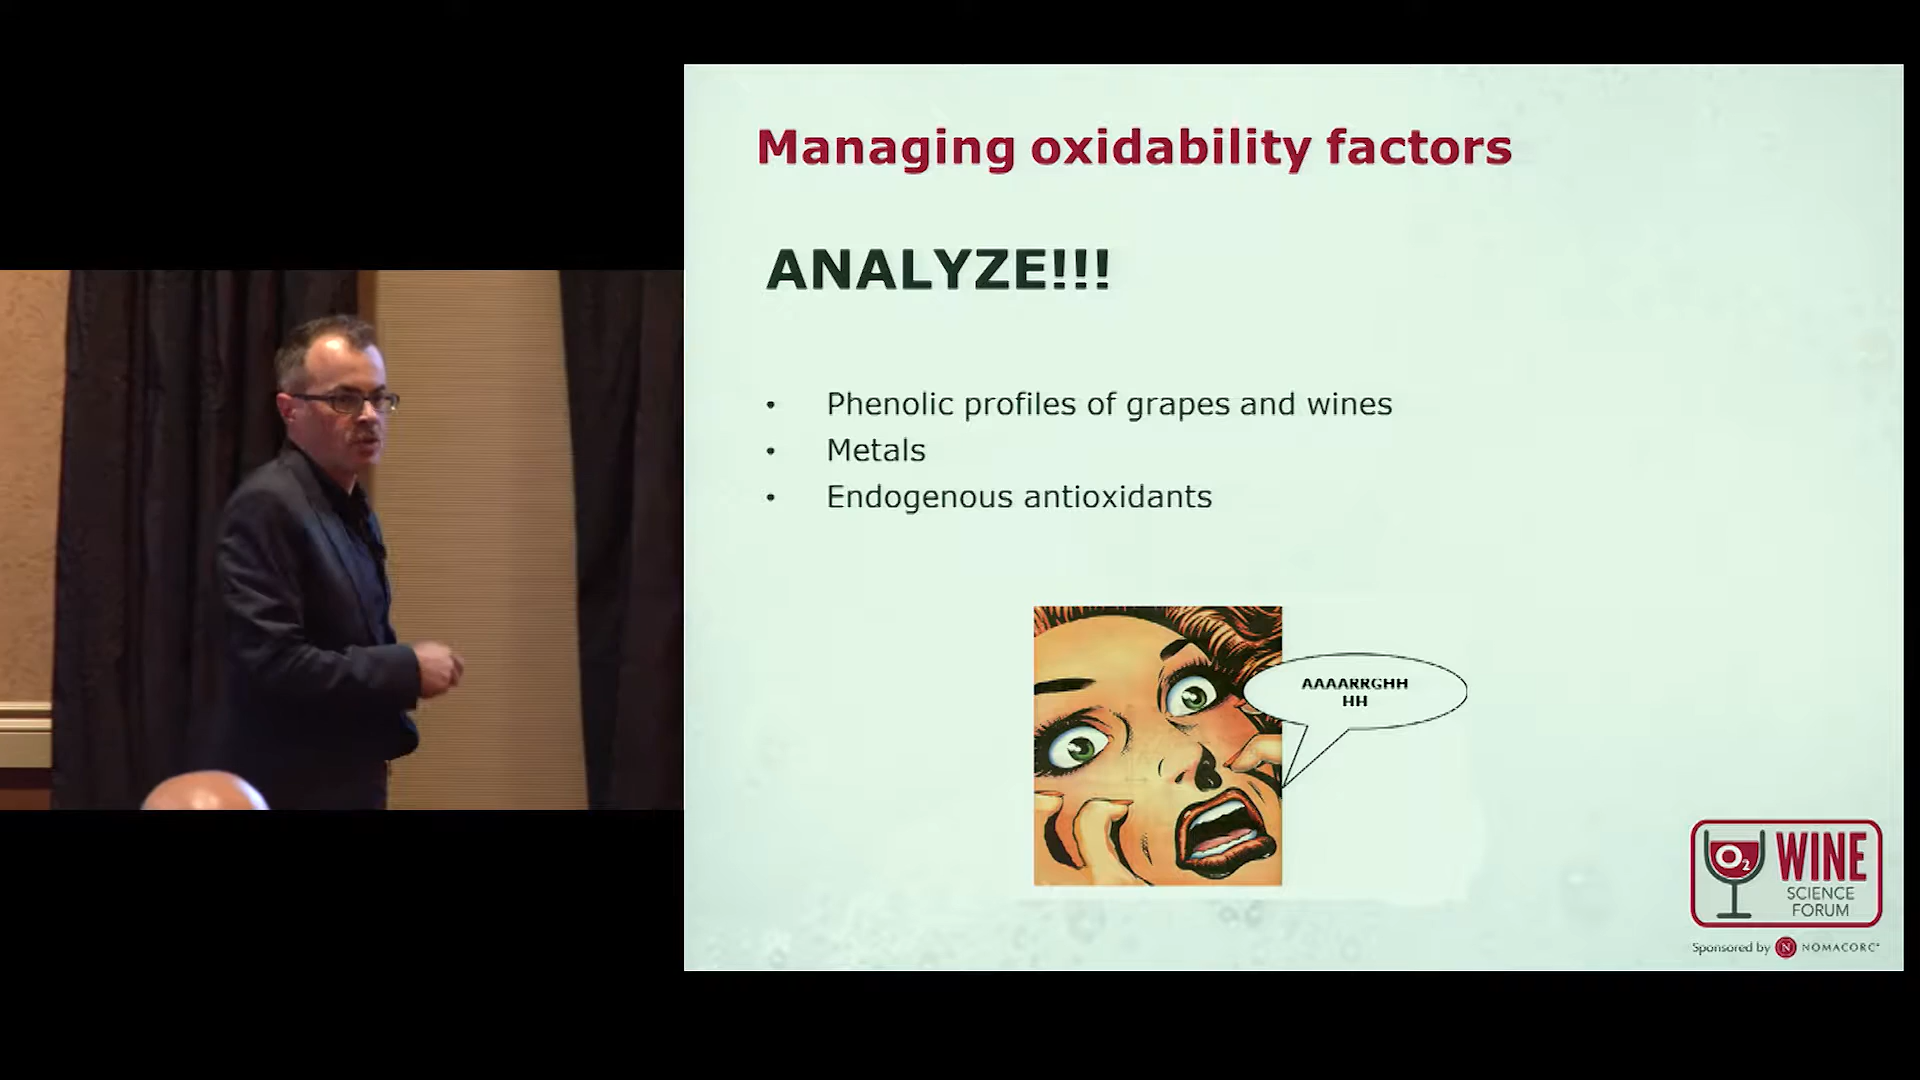 Managing oxidability factors
ANALYZE!!!
• Phenolic profiles of grapes and wines
• Metals
• Endogenous antioxidants
AAAARRGHH
HH
O2 WINE
SCIENCE
FORUM
Sponsored by N NOMACORC